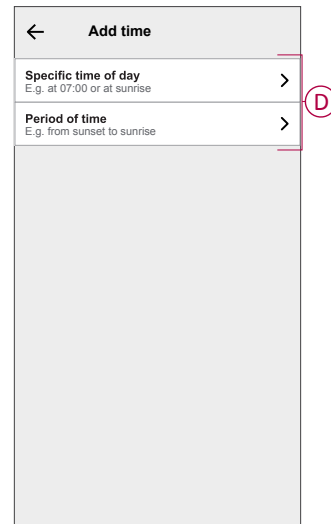 Add time
Specific time of day
E.g. at 07:00 or at sunrise
Period of time
E.g. from sunset to sunrise
D